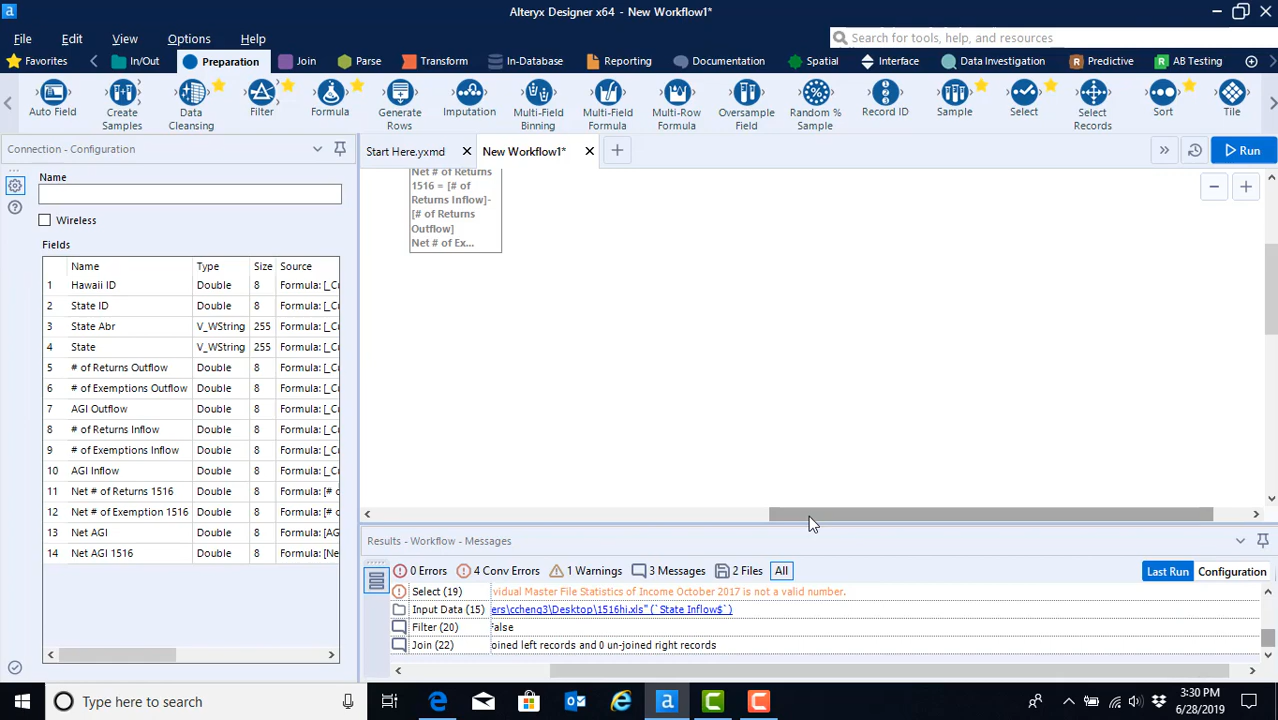 Alteryx Designer x64 - New Workflow1*
File Edit View Options Help
Search for tools, help, and resources
Favorites In/Out Preparation Join Parse Transform In-Database Reporting Documentation Spatial Interface Data Investigation Predictive AB Testing
Auto Field Create Samples Data Cleansing Filter Formula Generate Rows Imputation Multi-Field Binning Multi-Field Formula Multi-Row Formula Oversample Field Random % Sample Record ID Sample Select Select Records Sort Tile
Connection - Configuration
Start Here.yxmd New Workflow1*
Run
Name
Wireless
Fields
Name Type Size Source
1 Hawaii ID Double 8 Formula: [_Cu
2 State ID Double 8 Formula: [_Cu
3 State Abr V_WString 255 Formula: [_Cu
4 State V_WString 255 Formula: [_Cu
5 # of Returns Outflow Double 8 Formula: [_Cu
6 # of Exemptions Outflow Double 8 Formula: [_Cu
7 AGI Outflow Double 8 Formula: [_Cu
8 # of Returns Inflow Double 8 Formula: [_Cu
9 # of Exemptions Inflow Double 8 Formula: [_Cu
10 AGI Inflow Double 8 Formula: [_Cu
11 Net # of Returns 1516 Double 8 Formula: [# o
12 Net # of Exemption 1516 Double 8 Formula: [# o
13 Net AGI Double 8 Formula: [AG
14 Net AGI 1516 Double 8 Formula: [Ne
Net # of Returns
1516 = [# of
Returns Inflow]-
[# of Returns
Outflow]
Net # of Ex...
Results - Workflow - Messages
0 Errors 4 Conv Errors 1 Warnings 3 Messages 2 Files All Last Run Configuration
Select (19) vidual Master File Statistics of Income October 2017 is not a valid number.
Input Data (15) ers\ccheng3\Desktop\1516hi.xls" (`State Inflow$`)
Filter (20) False
Join (22) oined left records and 0 un-joined right records
Type here to search
3:30 PM
6/28/2019